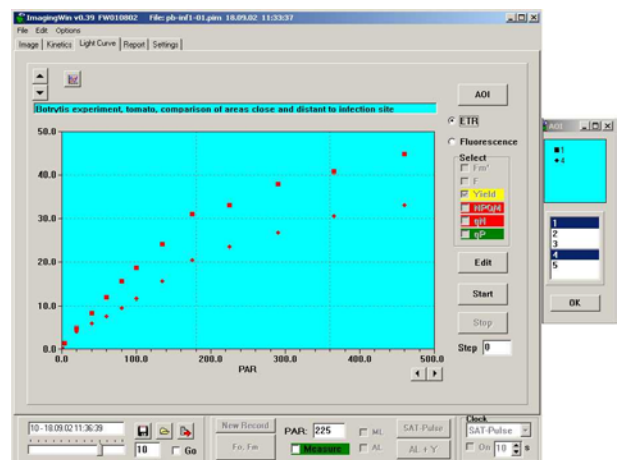 ImagingWin v0.39 FW010802 File: pb-inf1-01.pim 18.09.02 11:33:37
File Edit Options
Image Kinetics Light Curve Report Settings
Botrytis experiment, tomato, comparison of areas close and distant to infection site
AOI
ETR
Fluorescence
Select
Fm'
F
Yield
NPQ/4
qN
qP
Edit
Start
Stop
Step 0
50.0
40.0
30.0
20.0
10.0
0.0
0.0 100.0 200.0 300.0 400.0 500.0
PAR
AOI
1
4
1
2
3
4
5
OK
10 - 18.09.02 11:36:39
10 Go
New Record
Fo, Fm
PAR: 225
Measure
ML
AL
SAT-Pulse
AL + Y
Clock
SAT-Pulse
On 10 s